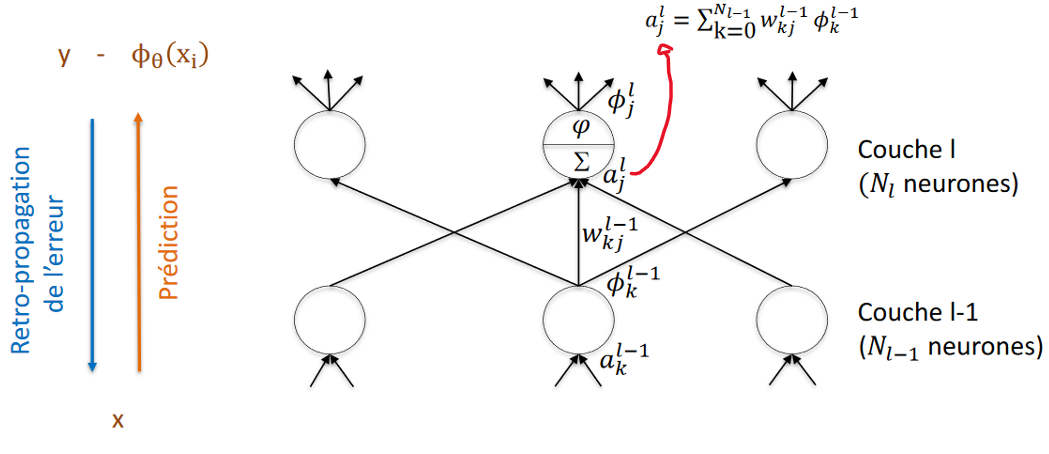 a_j^l = ∑_{k=0}^{N_{l-1}} w_{kj}^{l-1} ϕ_k^{l-1}
y - ϕ_θ(x_i)
ϕ_j^l
φ
Σ
a_j^l
Couche l
(N_l neurones)
Retro-propagation
de l'erreur
Prédiction
w_{kj}^{l-1}
ϕ_k^{l-1}
Couche l-1
(N_{l-1} neurones)
a_k^{l-1}
x